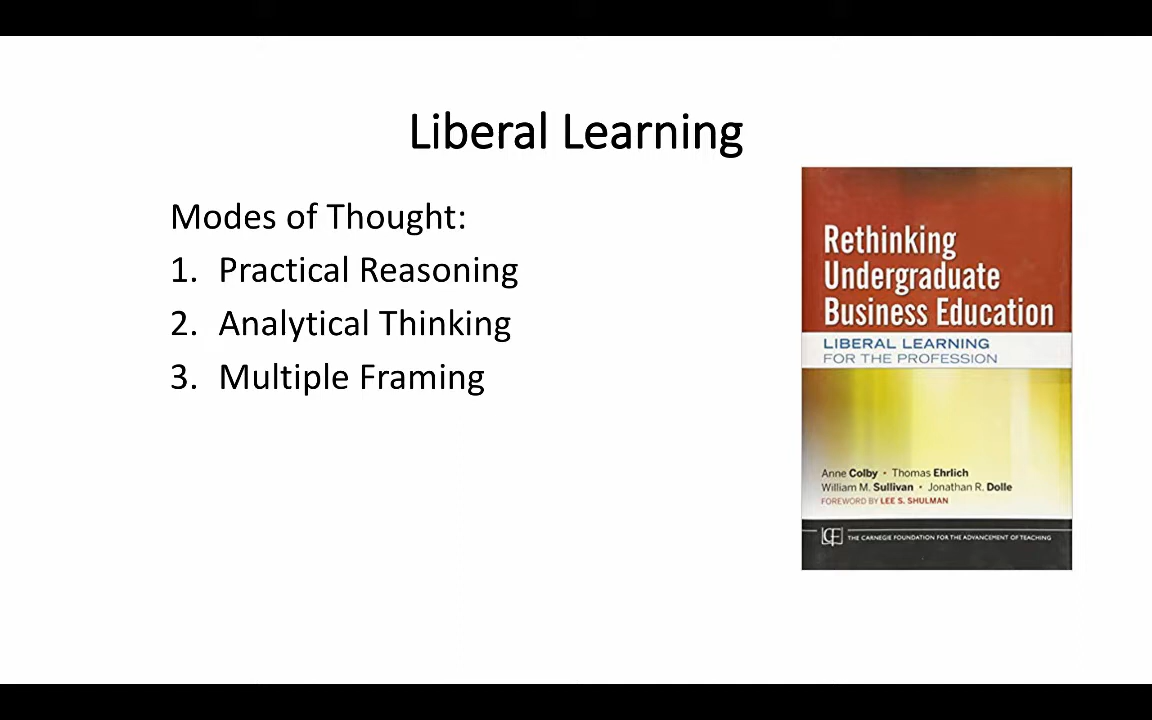 Liberal Learning
Modes of Thought:
1. Practical Reasoning
2. Analytical Thinking
3. Multiple Framing
Rethinking
Undergraduate
Business Education
LIBERAL LEARNING
FOR THE PROFESSION
Anne Colby • Thomas Ehrlich
William M. Sullivan • Jonathan R. Dolle
FOREWORD BY LEE S. SHULMAN
THE CARNEGIE FOUNDATION FOR THE ADVANCEMENT OF TEACHING